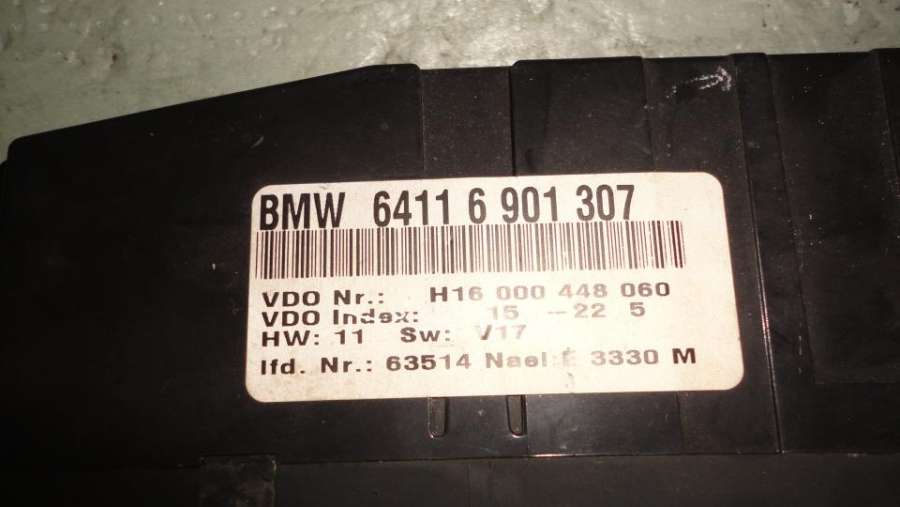 BMW 6411 6 901 307
VDO Nr.: H16 000 448 060
VDO Index: 15 --22 5
HW: 11 Sw: V17
lfd. Nr.: 63514 Nael:E 3330 M